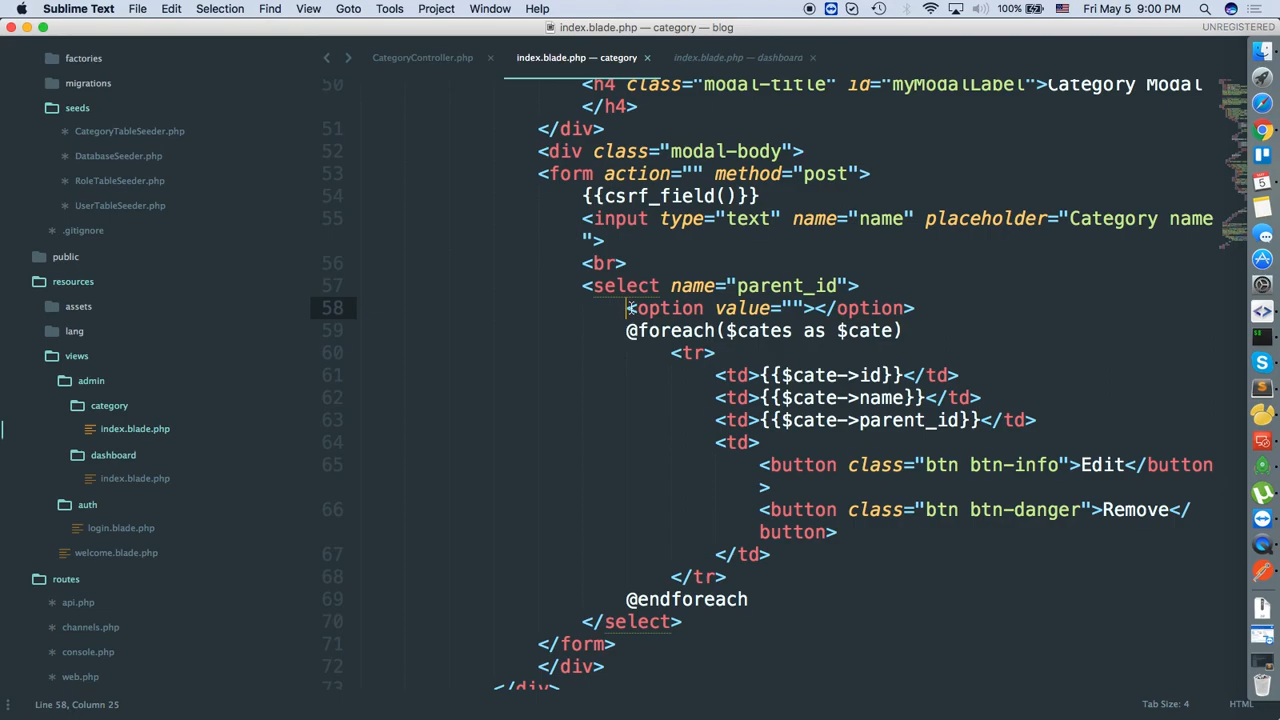 Sublime Text File Edit Selection Find View Goto Tools Project Window Help
100% Fri May 5 9:00 PM
index.blade.php — category — blog
UNREGISTERED
CategoryController.php
index.blade.php — category
index.blade.php — dashboard
factories
migrations
seeds
CategoryTableSeeder.php
DatabaseSeeder.php
RoleTableSeeder.php
UserTableSeeder.php
.gitignore
public
resources
assets
lang
views
admin
category
index.blade.php
dashboard
index.blade.php
auth
login.blade.php
welcome.blade.php
routes
api.php
channels.php
console.php
web.php
50 <h4 class="modal-title" id="myModalLabel">Category Modal
</h4>
51 </div>
52 <div class="modal-body">
53 <form action="" method="post">
54 {{csrf_field()}}
55 <input type="text" name="name" placeholder="Category name
">
56 <br>
57 <select name="parent_id">
58 <option value=""></option>
59 @foreach($cates as $cate)
60 <tr>
61 <td>{{$cate->id}}</td>
62 <td>{{$cate->name}}</td>
63 <td>{{$cate->parent_id}}</td>
64 <td>
65 <button class="btn btn-info">Edit</button
>
66 <button class="btn btn-danger">Remove</
button>
67 </td>
68 </tr>
69 @endforeach
70 </select>
71 </form>
72 </div>
73 </div>
Line 58, Column 25
Tab Size: 4
HTML